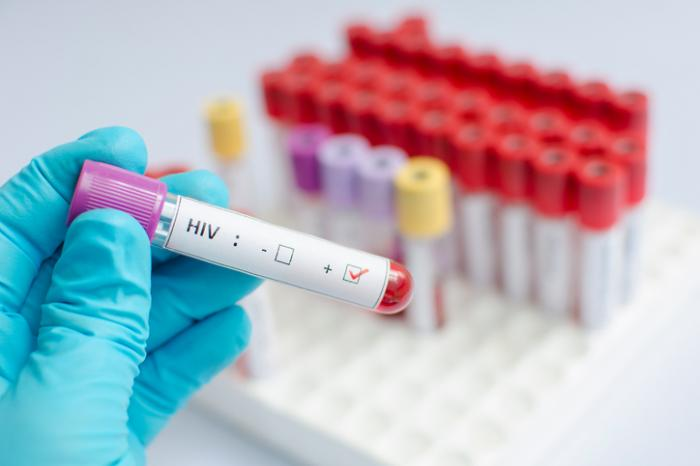 HIV : - ☐ + ☑